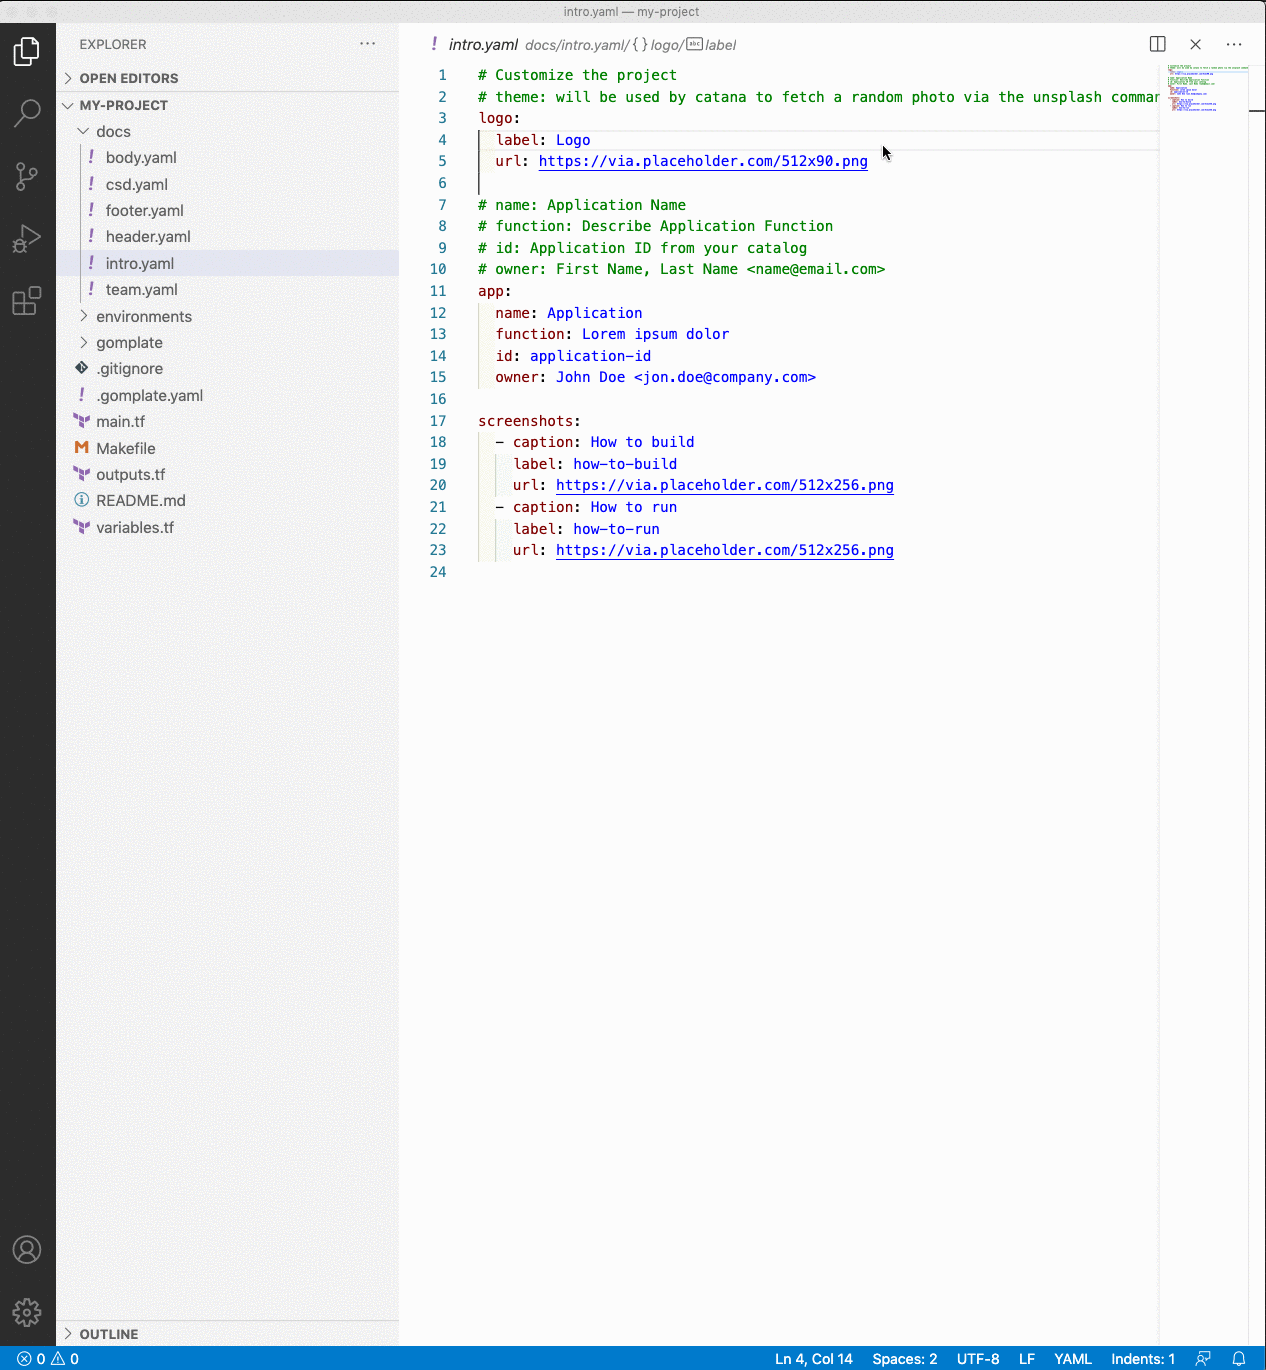 intro.yaml — my-project
EXPLORER
OPEN EDITORS
MY-PROJECT
docs
body.yaml
csd.yaml
footer.yaml
header.yaml
intro.yaml
team.yaml
environments
gomplate
.gitignore
.gomplate.yaml
main.tf
Makefile
outputs.tf
README.md
variables.tf
OUTLINE
intro.yaml docs/intro.yaml/{}logo/abc label
1 # Customize the project
2 # theme: will be used by catana to fetch a random photo via the unsplash comman
3 logo:
4 label: Logo
5 url: https://via.placeholder.com/512x90.png
6
7 # name: Application Name
8 # function: Describe Application Function
9 # id: Application ID from your catalog
10 # owner: First Name, Last Name <name@email.com>
11 app:
12 name: Application
13 function: Lorem ipsum dolor
14 id: application-id
15 owner: John Doe <jon.doe@company.com>
16
17 screenshots:
18 - caption: How to build
19 label: how-to-build
20 url: https://via.placeholder.com/512x256.png
21 - caption: How to run
22 label: how-to-run
23 url: https://via.placeholder.com/512x256.png
24
0 0 Ln 4, Col 14 Spaces: 2 UTF-8 LF YAML Indents: 1